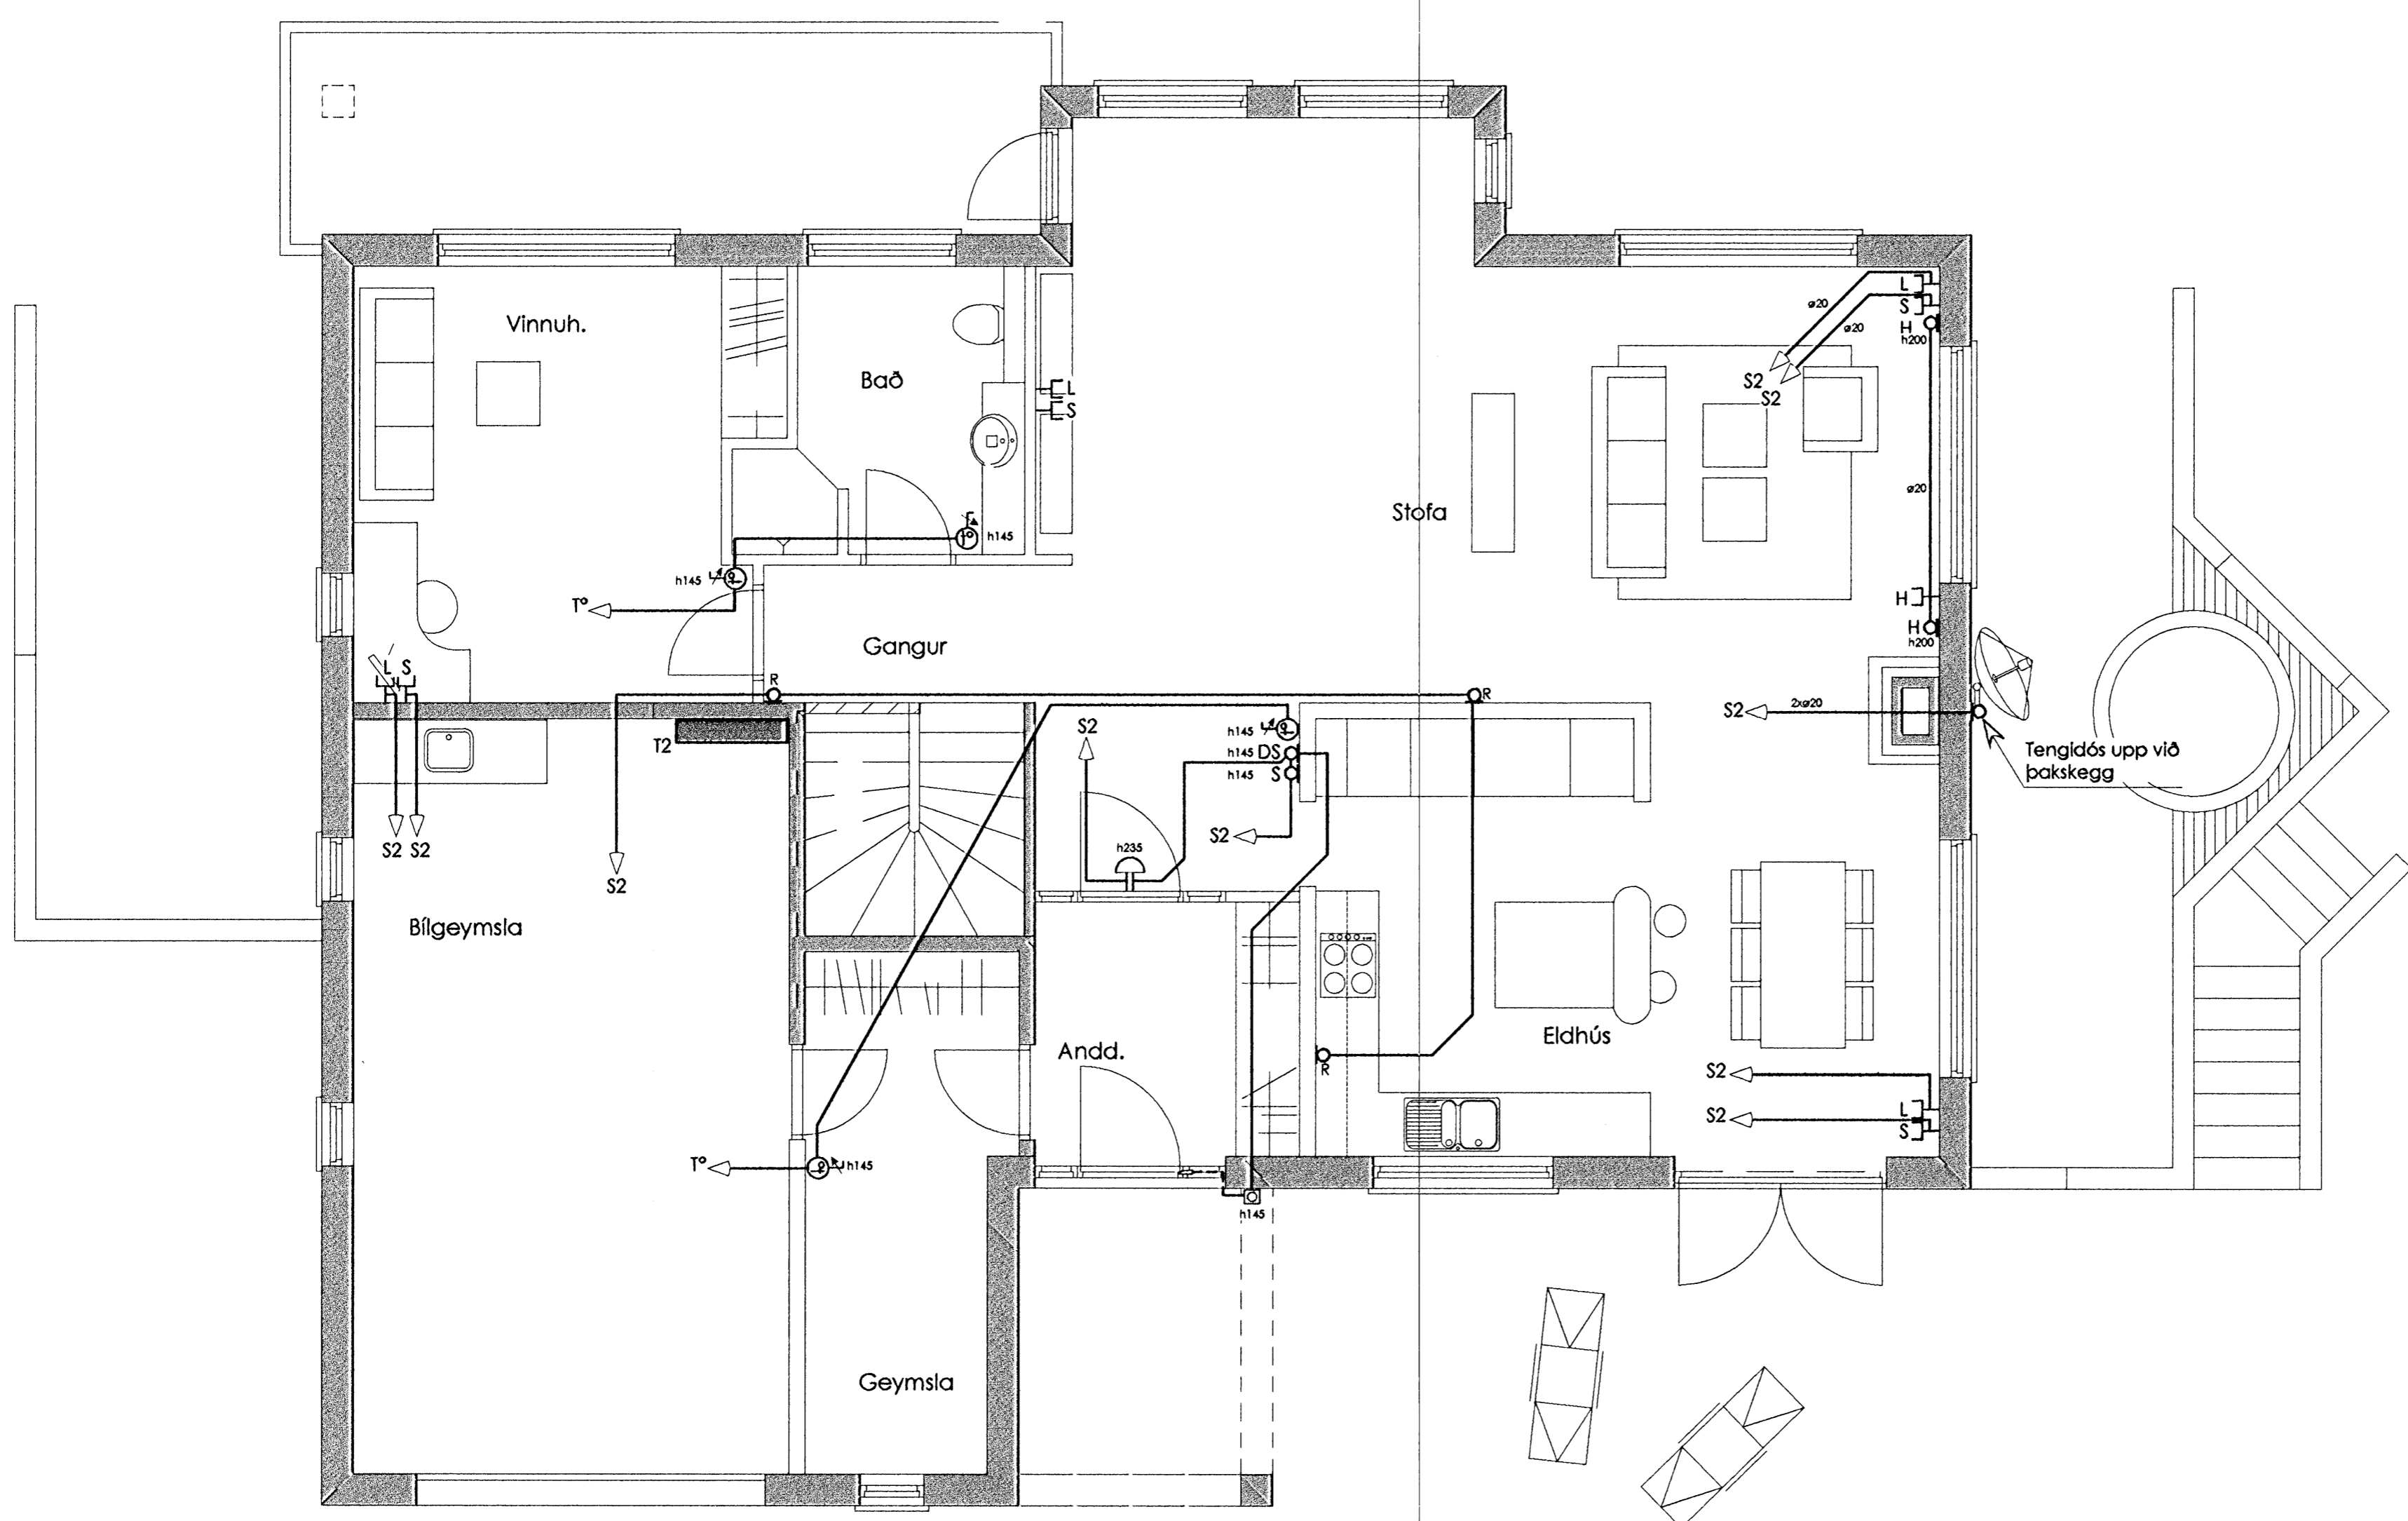 L
S
ø20
ø20
H
h200
Vinnuh.
Bað
L
S
S2
S2
ø20
Stofa
h145
h145
T°
H
H
h200
Gangur
L S
R
R
S2
2xø20
T2
S2
h145
h145 DS
h145 S
Tengidós upp við
þakskegg
S2
h235
S2 S2
S2
Bílgeymsla
Andd.
Eldhús
R
S2
S2
L
S
T°
h145
h145
Geymsla